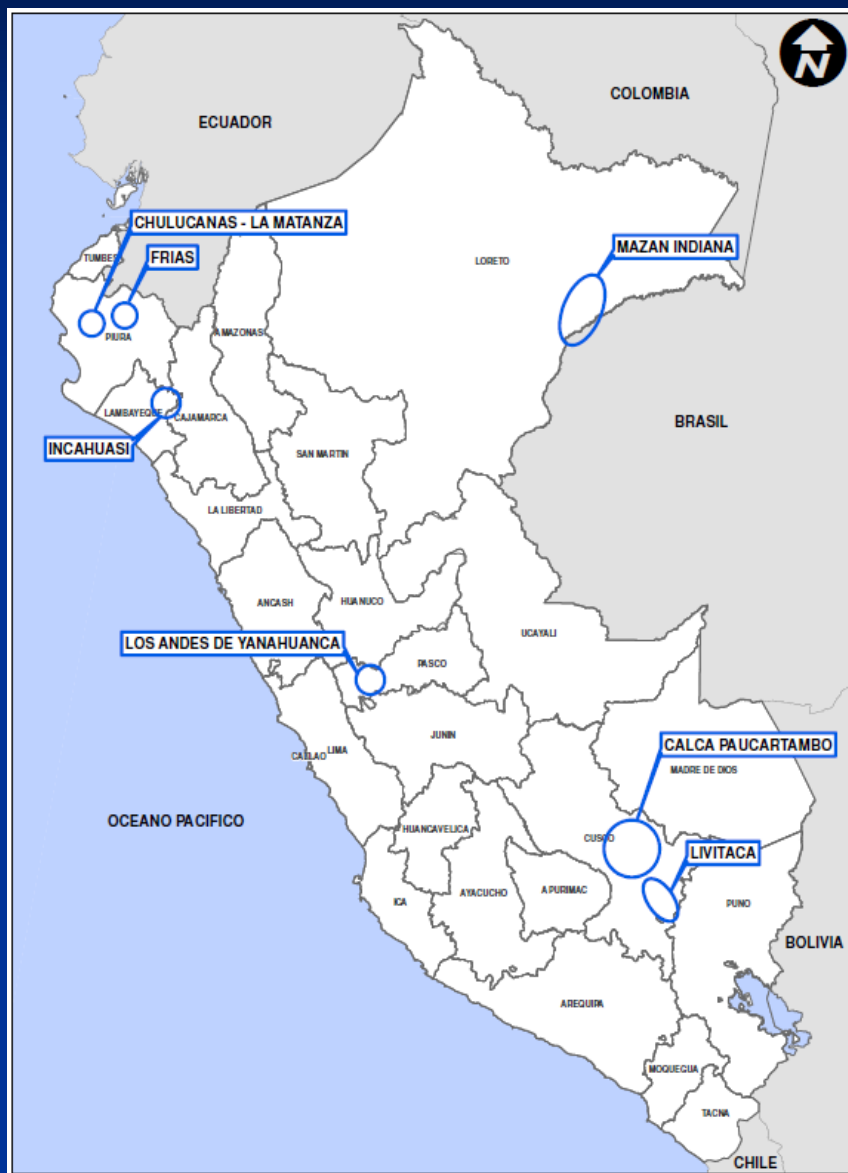 N
COLOMBIA
ECUADOR
CHULUCANAS - LA MATANZA
MAZAN INDIANA
TUMBES
FRIAS
LORETO
AMAZONAS
PIURA
LAMBAYEQUE
CAJAMARCA
BRASIL
INCAHUASI
SAN MARTIN
LA LIBERTAD
ANCASH
HUANUCO
UCAYALI
LOS ANDES DE YANAHUANCA
PASCO
JUNIN
CALCA PAUCARTAMBO
CALLAO
LIMA
MADRE DE DIOS
OCEANO PACIFICO
HUANCAVELICA
CUSCO
LIVITACA
ICA
AYACUCHO
APURIMAC
PUNO
BOLIVIA
AREQUIPA
MOQUEGUA
TACNA
CHILE